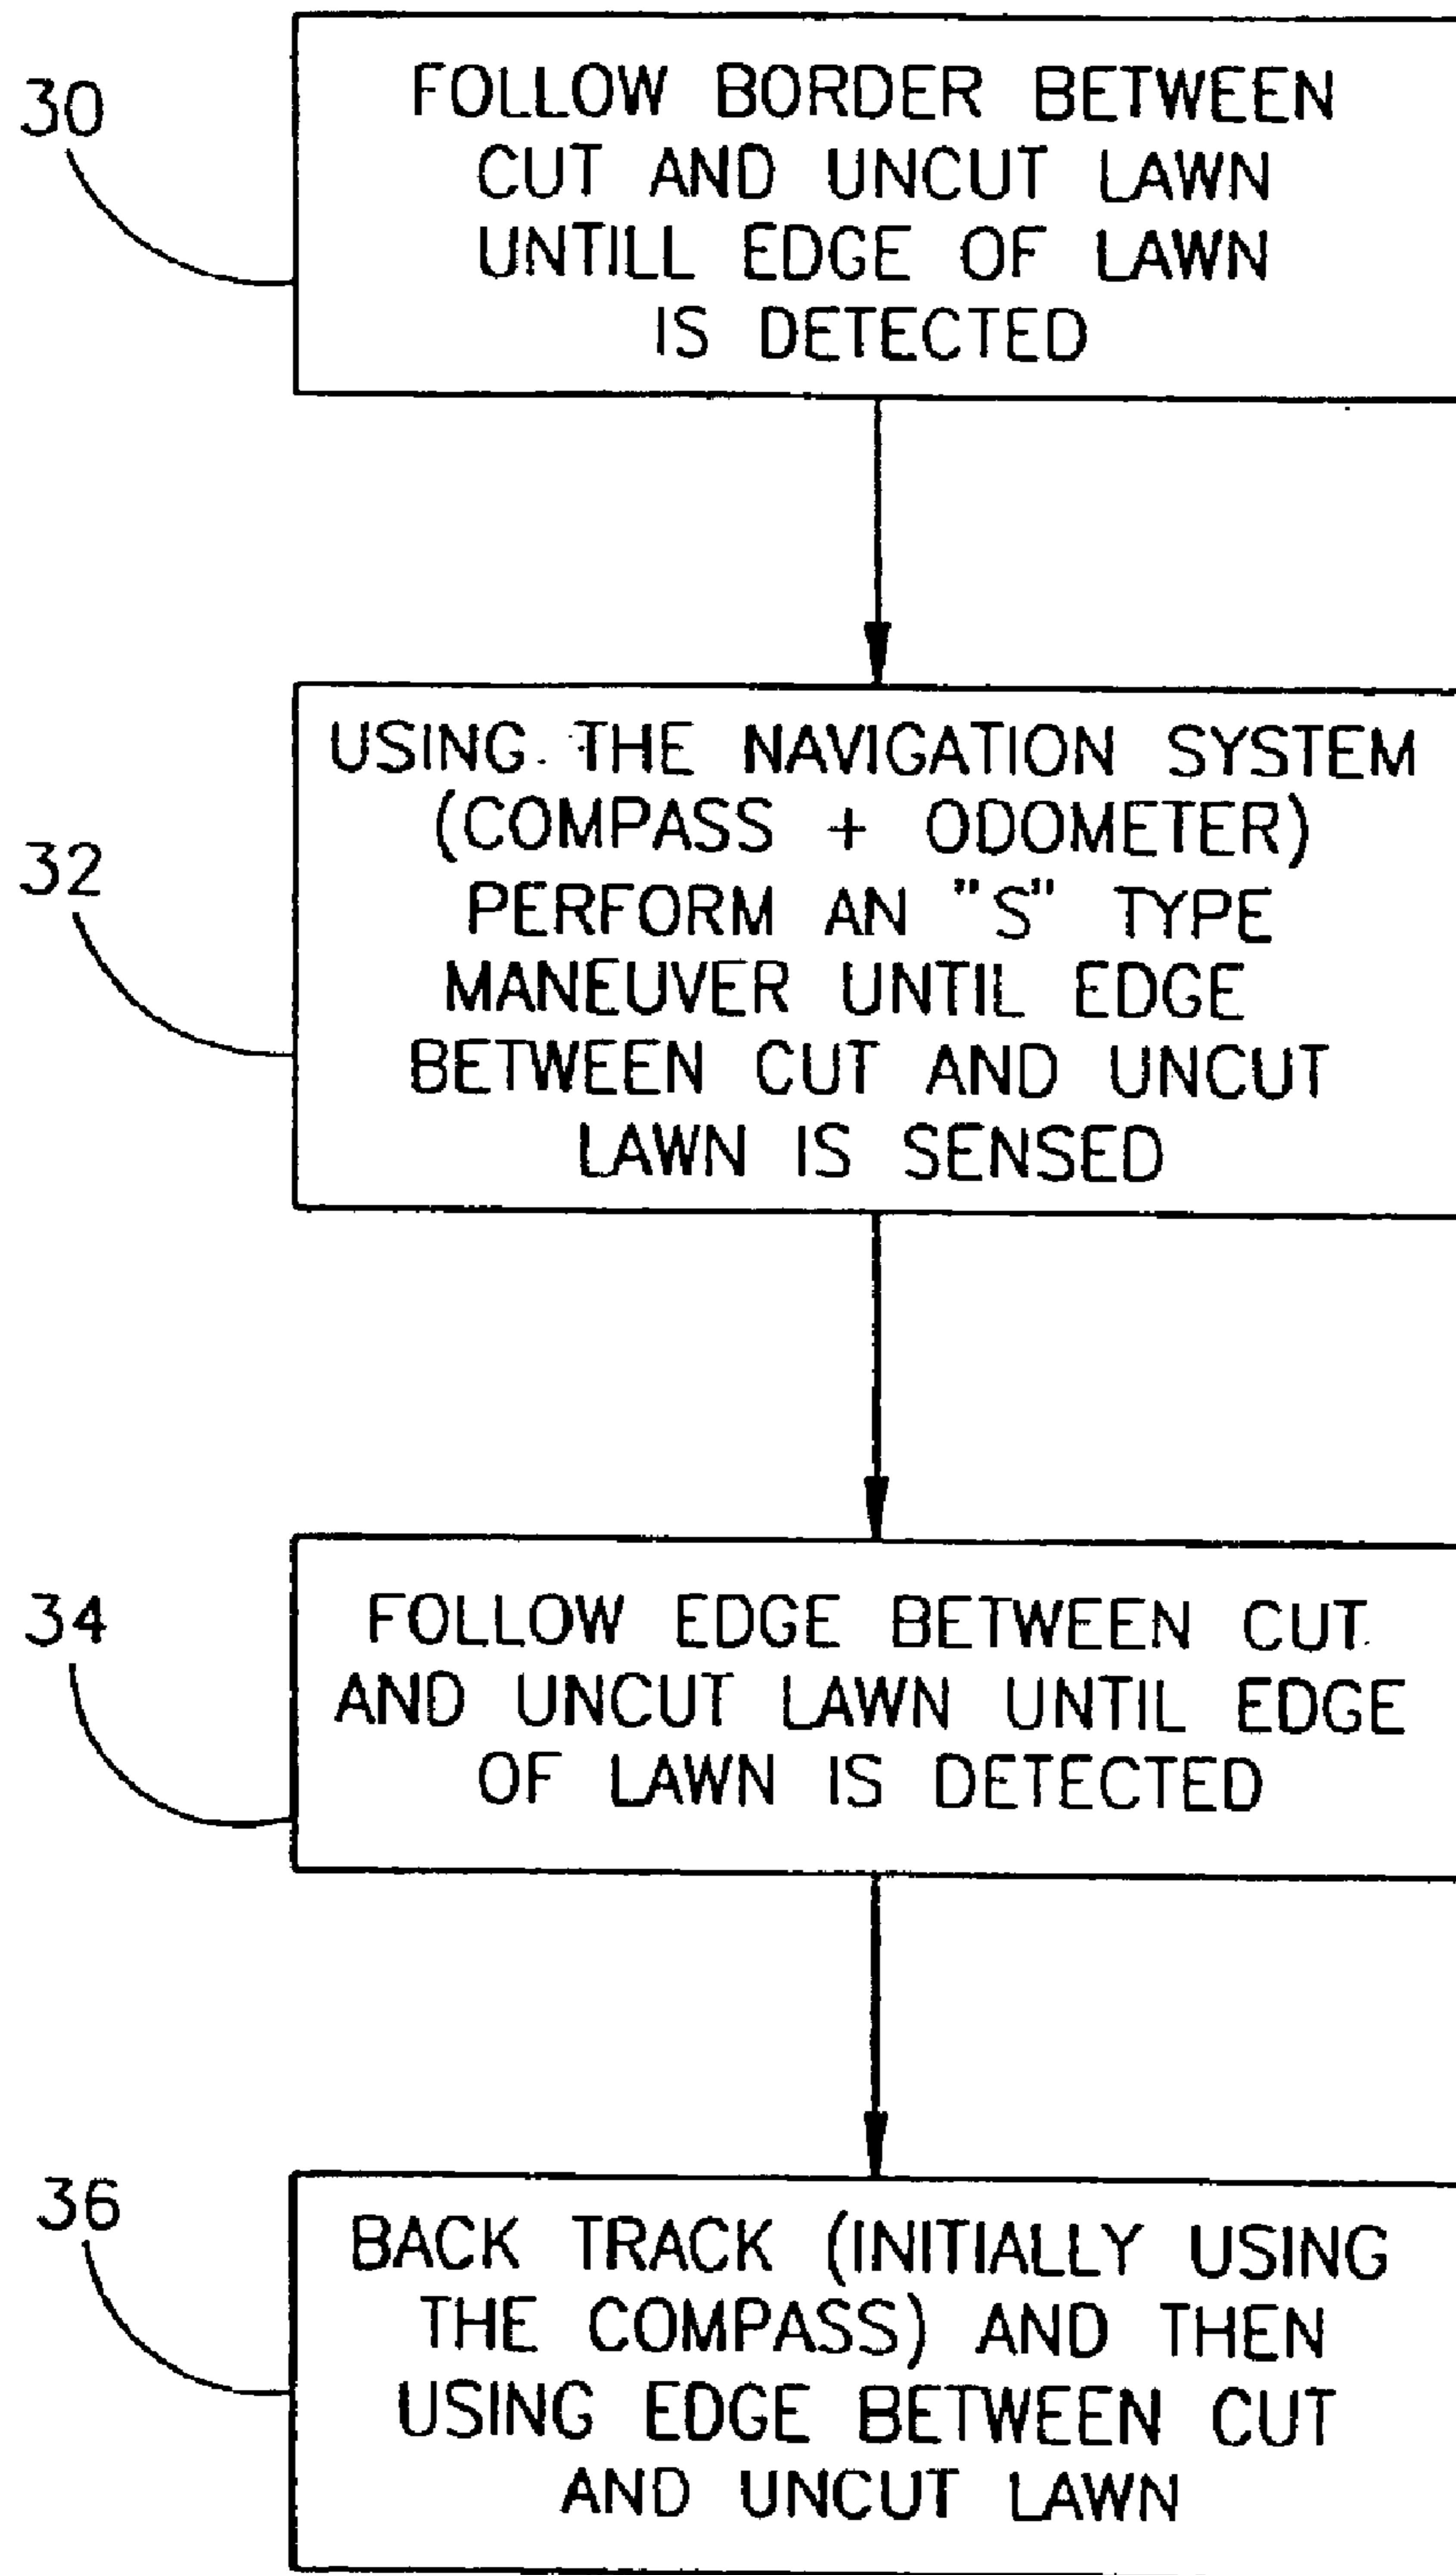 30
FOLLOW BORDER BETWEEN
CUT AND UNCUT LAWN
UNTILL EDGE OF LAWN
IS DETECTED
32
USING THE NAVIGATION SYSTEM
(COMPASS + ODOMETER)
PERFORM AN "S" TYPE
MANEUVER UNTIL EDGE
BETWEEN CUT AND UNCUT
LAWN IS SENSED
34
FOLLOW EDGE BETWEEN CUT
AND UNCUT LAWN UNTIL EDGE
OF LAWN IS DETECTED
36
BACK TRACK (INITIALLY USING
THE COMPASS) AND THEN
USING EDGE BETWEEN CUT
AND UNCUT LAWN